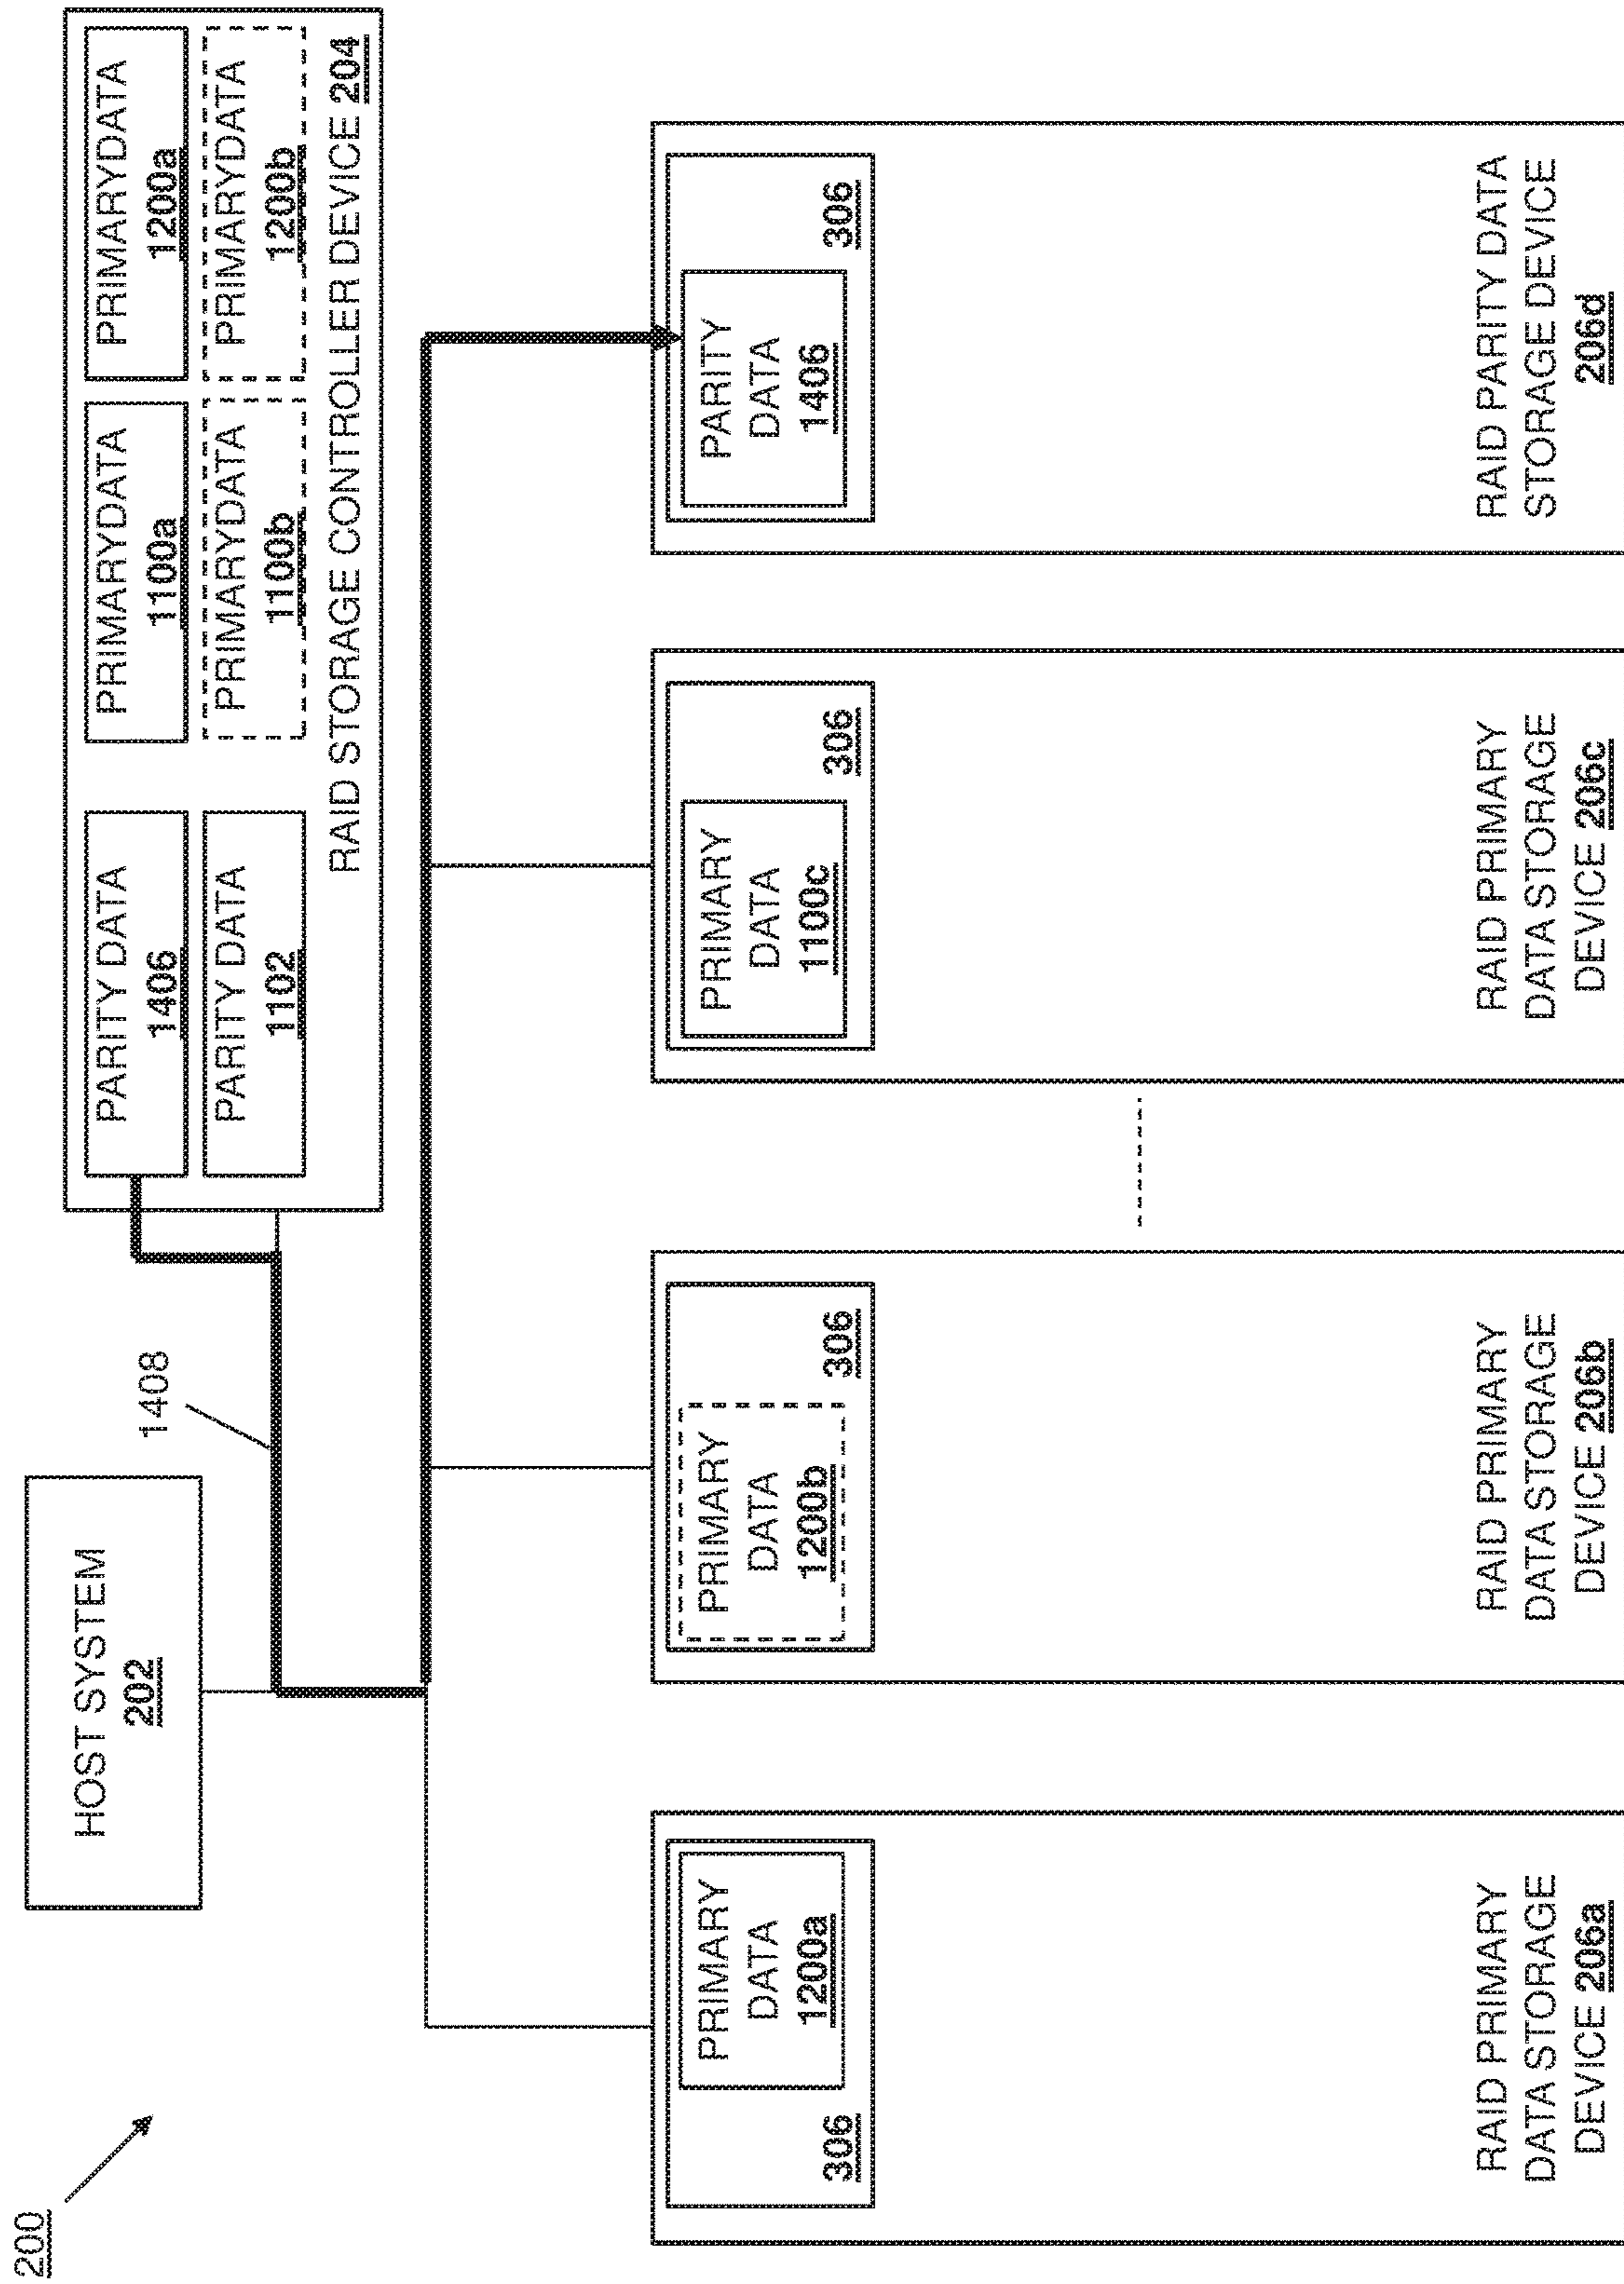 200
HOST SYSTEM
202
1408
PARITY DATA
1406
PRIMARYDATA
1100a
PRIMARYDATA
1200a
PARITY DATA
1102
PRIMARYDATA
1100b
PRIMARYDATA
1200b
RAID STORAGE CONTROLLER DEVICE 204
PRIMARY
DATA
1200a
306
RAID PRIMARY
DATA STORAGE
DEVICE 206a
PRIMARY
DATA
1200b
306
RAID PRIMARY
DATA STORAGE
DEVICE 206b
PRIMARY
DATA
1100c
306
RAID PRIMARY
DATA STORAGE
DEVICE 206c
PARITY
DATA
1406
306
RAID PARITY DATA
STORAGE DEVICE
206d